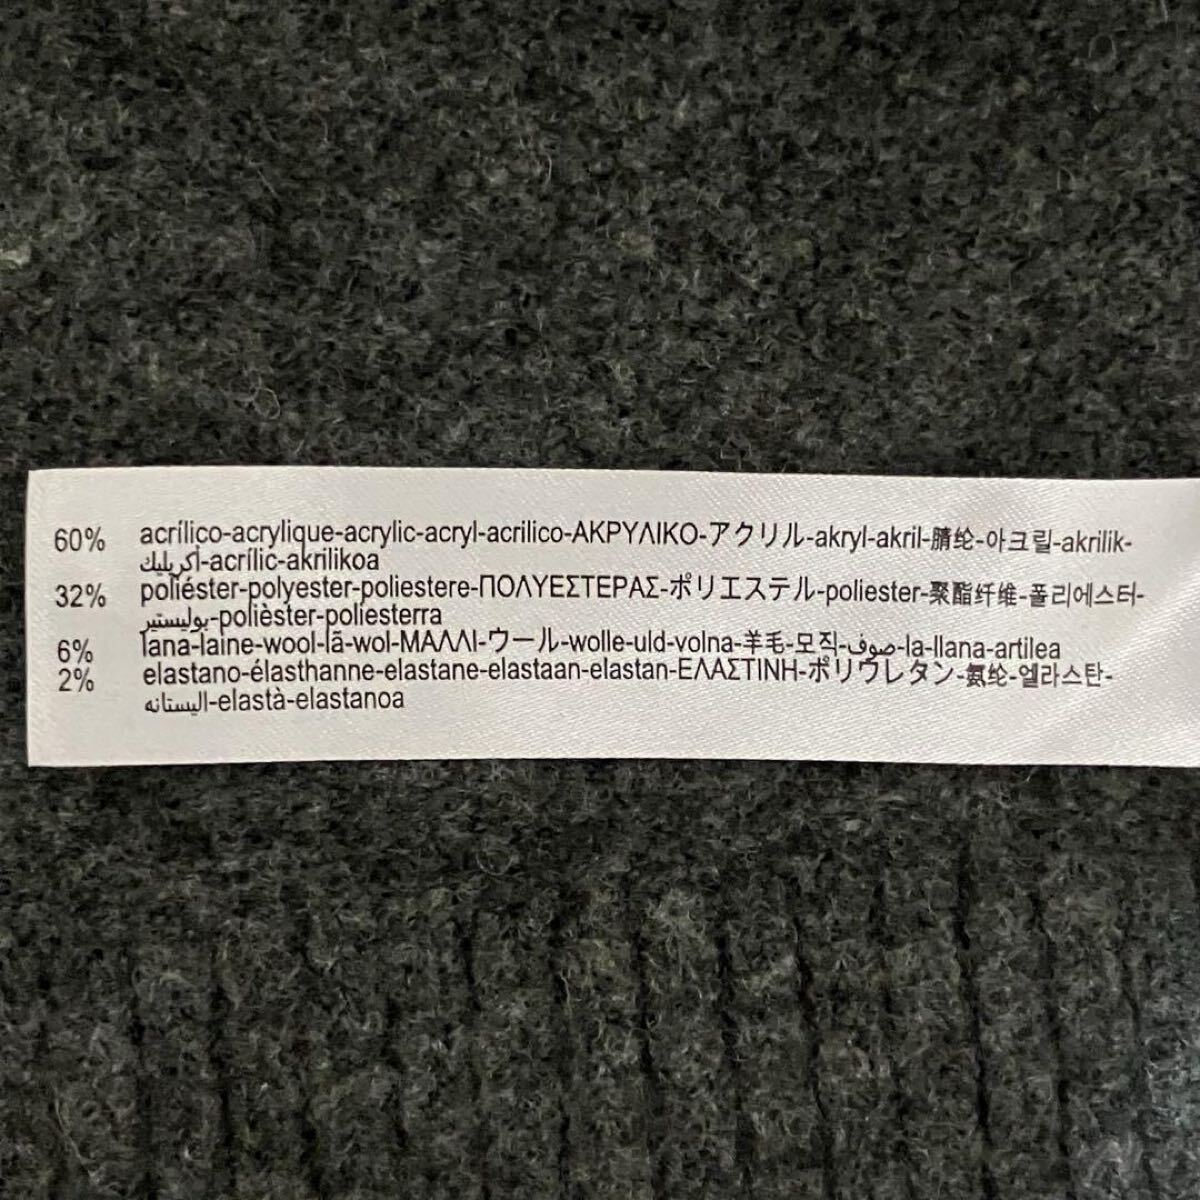 60% acrílico-acrylique-acrylic-acryl-acrilico-ΑΚΡΥΛΙΚΟ-アクリル-akryl-akril-腈纶-아크릴-akrilik-
أكريليك-acrílic-akrilikoa
32% poliéster-polyester-poliestere-ΠΟΛΥΕΣΤΕΡΑΣ-ポリエステル-poliester-聚酯纤维-폴리에스터-
بوليستير-polièster-poliesterra
6% lana-laine-wool-lã-wol-ΜΑΛΛΙ-ウール-wolle-uld-volna-羊毛-모직-صوف-la-llana-artilea
2% elastano-élasthanne-elastane-elastaan-elastan-ΕΛΑΣΤΙΝΗ-ポリウレタン-氨纶-엘라스탄-
اليستانه-elastà-elastanoa